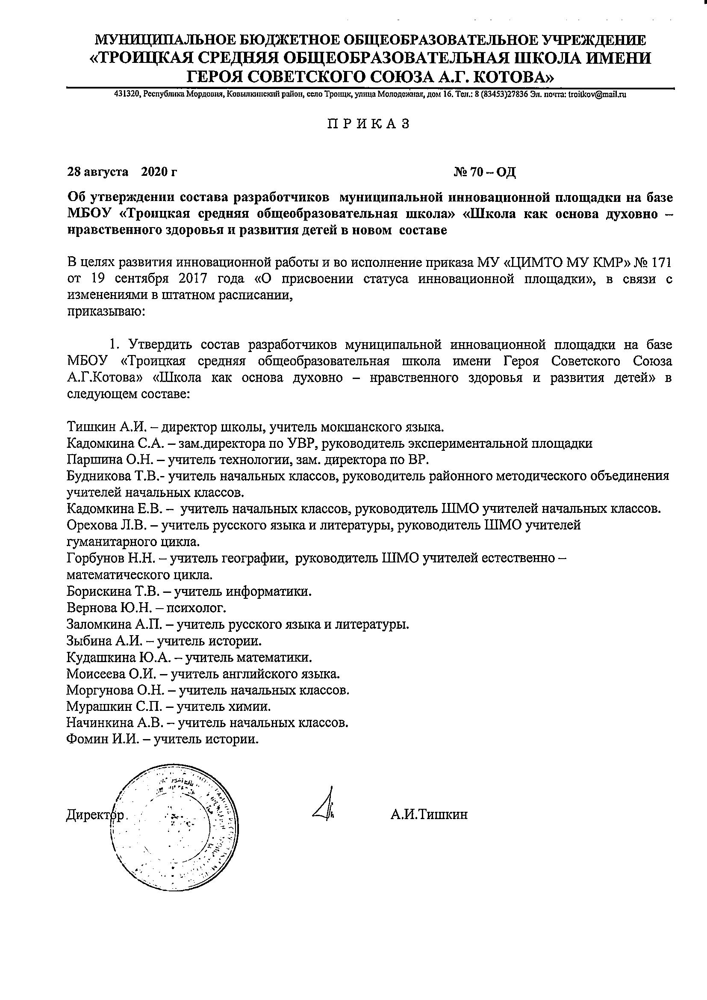 МУНИЦИПАЛЬНОЕ БЮДЖЕТНОЕ ОБЩЕОБРАЗОВАТЕЛЬНОЕ УЧРЕЖДЕНИЕ
«ТРОИЦКАЯ СРЕДНЯЯ ОБЩЕОБРАЗОВАТЕЛЬНАЯ ШКОЛА ИМЕНИ
ГЕРОЯ СОВЕТСКОГО СОЮЗА А.Г. КОТОВА»
431320, Республика Мордовия, Ковылкинский район, село Троицк, улица Молодежная, дом 16. Тел.: 8 (83453)27836 Эл. почта: troitkov@mail.ru
П Р И К А З
28 августа 2020 г № 70 – ОД
Об утверждении состава разработчиков муниципальной инновационной площадки на базе
МБОУ «Троицкая средняя общеобразовательная школа» «Школа как основа духовно –
нравственного здоровья и развития детей в новом составе
В целях развития инновационной работы и во исполнение приказа МУ «ЦИМТО МУ КМР» № 171
от 19 сентября 2017 года «О присвоении статуса инновационной площадки», в связи с
изменениями в штатном расписании,
приказываю:
1. Утвердить состав разработчиков муниципальной инновационной площадки на базе
МБОУ «Троицкая средняя общеобразовательная школа имени Героя Советского Союза
А.Г.Котова» «Школа как основа духовно – нравственного здоровья и развития детей» в
следующем составе:
Тишкин А.И. – директор школы, учитель мокшанского языка.
Кадомкина С.А. – зам.директора по УВР, руководитель экспериментальной площадки
Паршина О.Н. – учитель технологии, зам. директора по ВР.
Будникова Т.В.- учитель начальных классов, руководитель районного методического объединения
учителей начальных классов.
Кадомкина Е.В. – учитель начальных классов, руководитель ШМО учителей начальных классов.
Орехова Л.В. – учитель русского языка и литературы, руководитель ШМО учителей
гуманитарного цикла.
Горбунов Н.Н. – учитель географии, руководитель ШМО учителей естественно –
математического цикла.
Борискина Т.В. – учитель информатики.
Вернова Ю.Н. – психолог.
Заломкина А.П. – учитель русского языка и литературы.
Зыбина А.И. – учитель истории.
Кудашкина Ю.А. – учитель математики.
Моисеева О.И. – учитель английского языка.
Моргунова О.Н. – учитель начальных классов.
Мурашкин С.П. – учитель химии.
Начинкина А.В. – учитель начальных классов.
Фомин И.И. – учитель истории.
Директор А.И.Тишкин